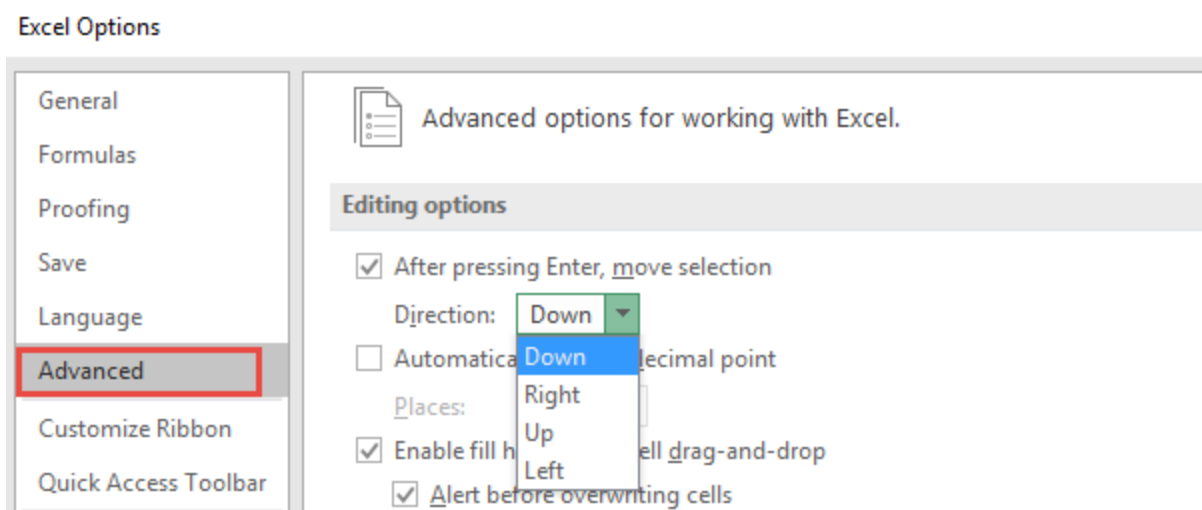 Excel Options
General
Formulas
Proofing
Save
Language
Advanced
Customize Ribbon
Quick Access Toolbar
Advanced options for working with Excel.
Editing options
After pressing Enter, move selection
Direction: Down
Down
Right
Up
Left
Automatica decimal point
Places:
Enable fill h ell drag-and-drop
Alert before overwriting cells